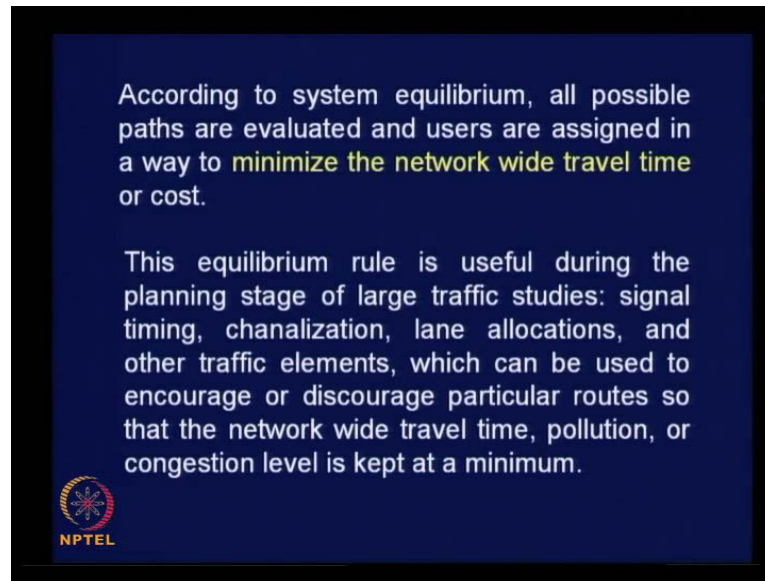 According to system equilibrium, all possible
paths are evaluated and users are assigned in
a way to minimize the network wide travel time
or cost.
This equilibrium rule is useful during the
planning stage of large traffic studies: signal
timing, chanalization, lane allocations, and
other traffic elements, which can be used to
encourage or discourage particular routes so
that the network wide travel time, pollution, or
congestion level is kept at a minimum.
NPTEL